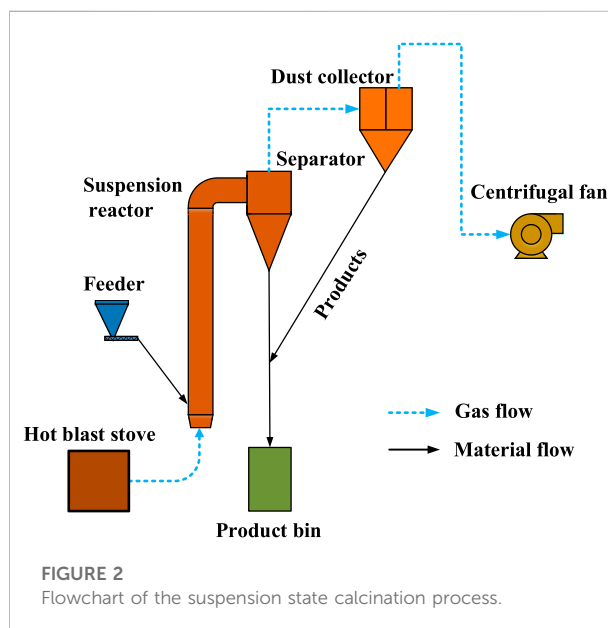 Dust collector
Separator
Suspension
reactor
Centrifugal fan
Feeder
Products
Gas flow
Hot blast stove
Material flow
Product bin
FIGURE 2
Flowchart of the suspension state calcination process.